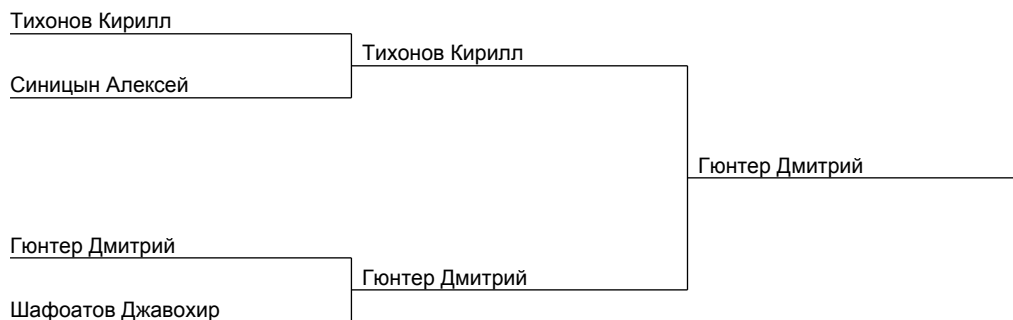 Тихонов Кирилл
Тихонов Кирилл
Синицын Алексей
Гюнтер Дмитрий
Гюнтер Дмитрий
Гюнтер Дмитрий
Шафоатов Джавохир